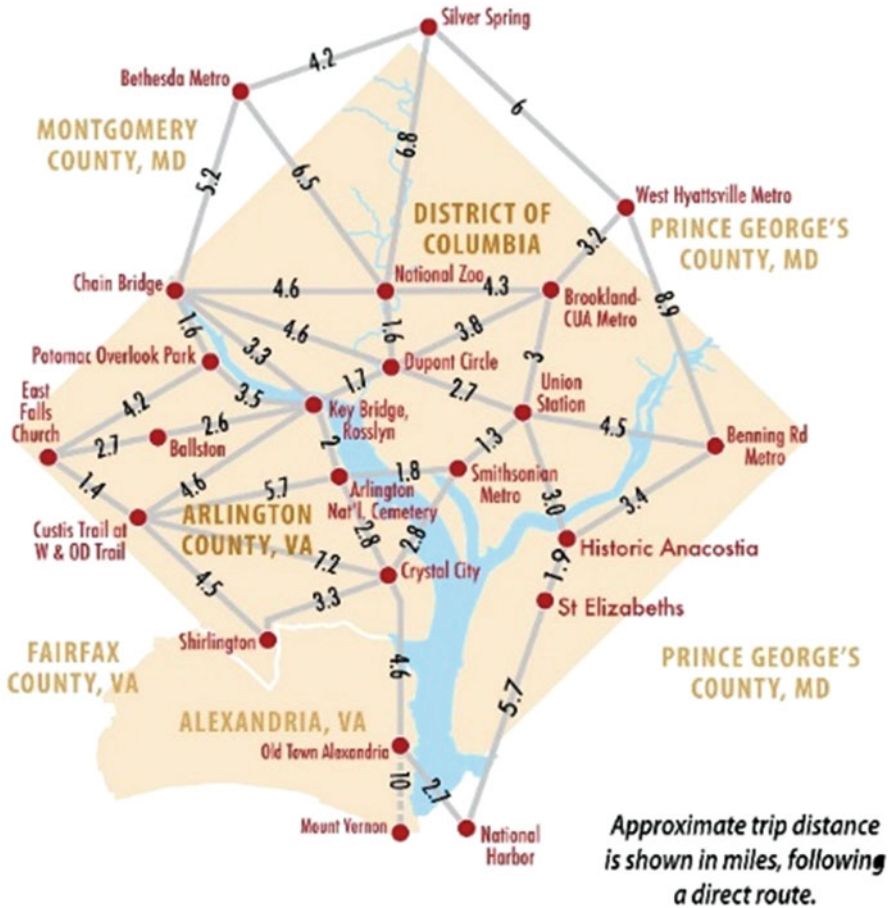 Silver Spring
4.2
Bethesda Metro
MONTGOMERY
COUNTY, MD
6
8.9
5.2
6.5
West Hyattsville Metro
DISTRICT OF
COLUMBIA
PRINCE GEORGE'S
COUNTY, MD
3.2
Chain Bridge
4.6
National Zoo
4.3
Brookland-
CUA Metro
8.9
1.6
4.6
1.6
3.8
3.3
Potomac Overlook Park
Dupont Circle
3
East
Falls
Church
4.2
3.5
1.7
2.7
Union
Station
2.6
Key Bridge,
Rosslyn
4.5
2.7
Ballston
2
1.3
Benning Rd
Metro
1.4
4.6
5.7
1.8
Smithsonian
Metro
Arlington
Nat'l. Cemetery
3.0
3.4
Custis Trail at
W & OD Trail
ARLINGTON
COUNTY, VA
2.8
2.8
Historic Anacostia
7.2
Crystal City
1.9
4.5
3.3
St Elizabeths
Shirlington
FAIRFAX
COUNTY, VA
4.6
PRINCE GEORGE'S
COUNTY, MD
5.7
ALEXANDRIA, VA
Old Town Alexandria
10
2.7
Mount Vernon
National
Harbor
Approximate trip distance
is shown in miles, following
a direct route.